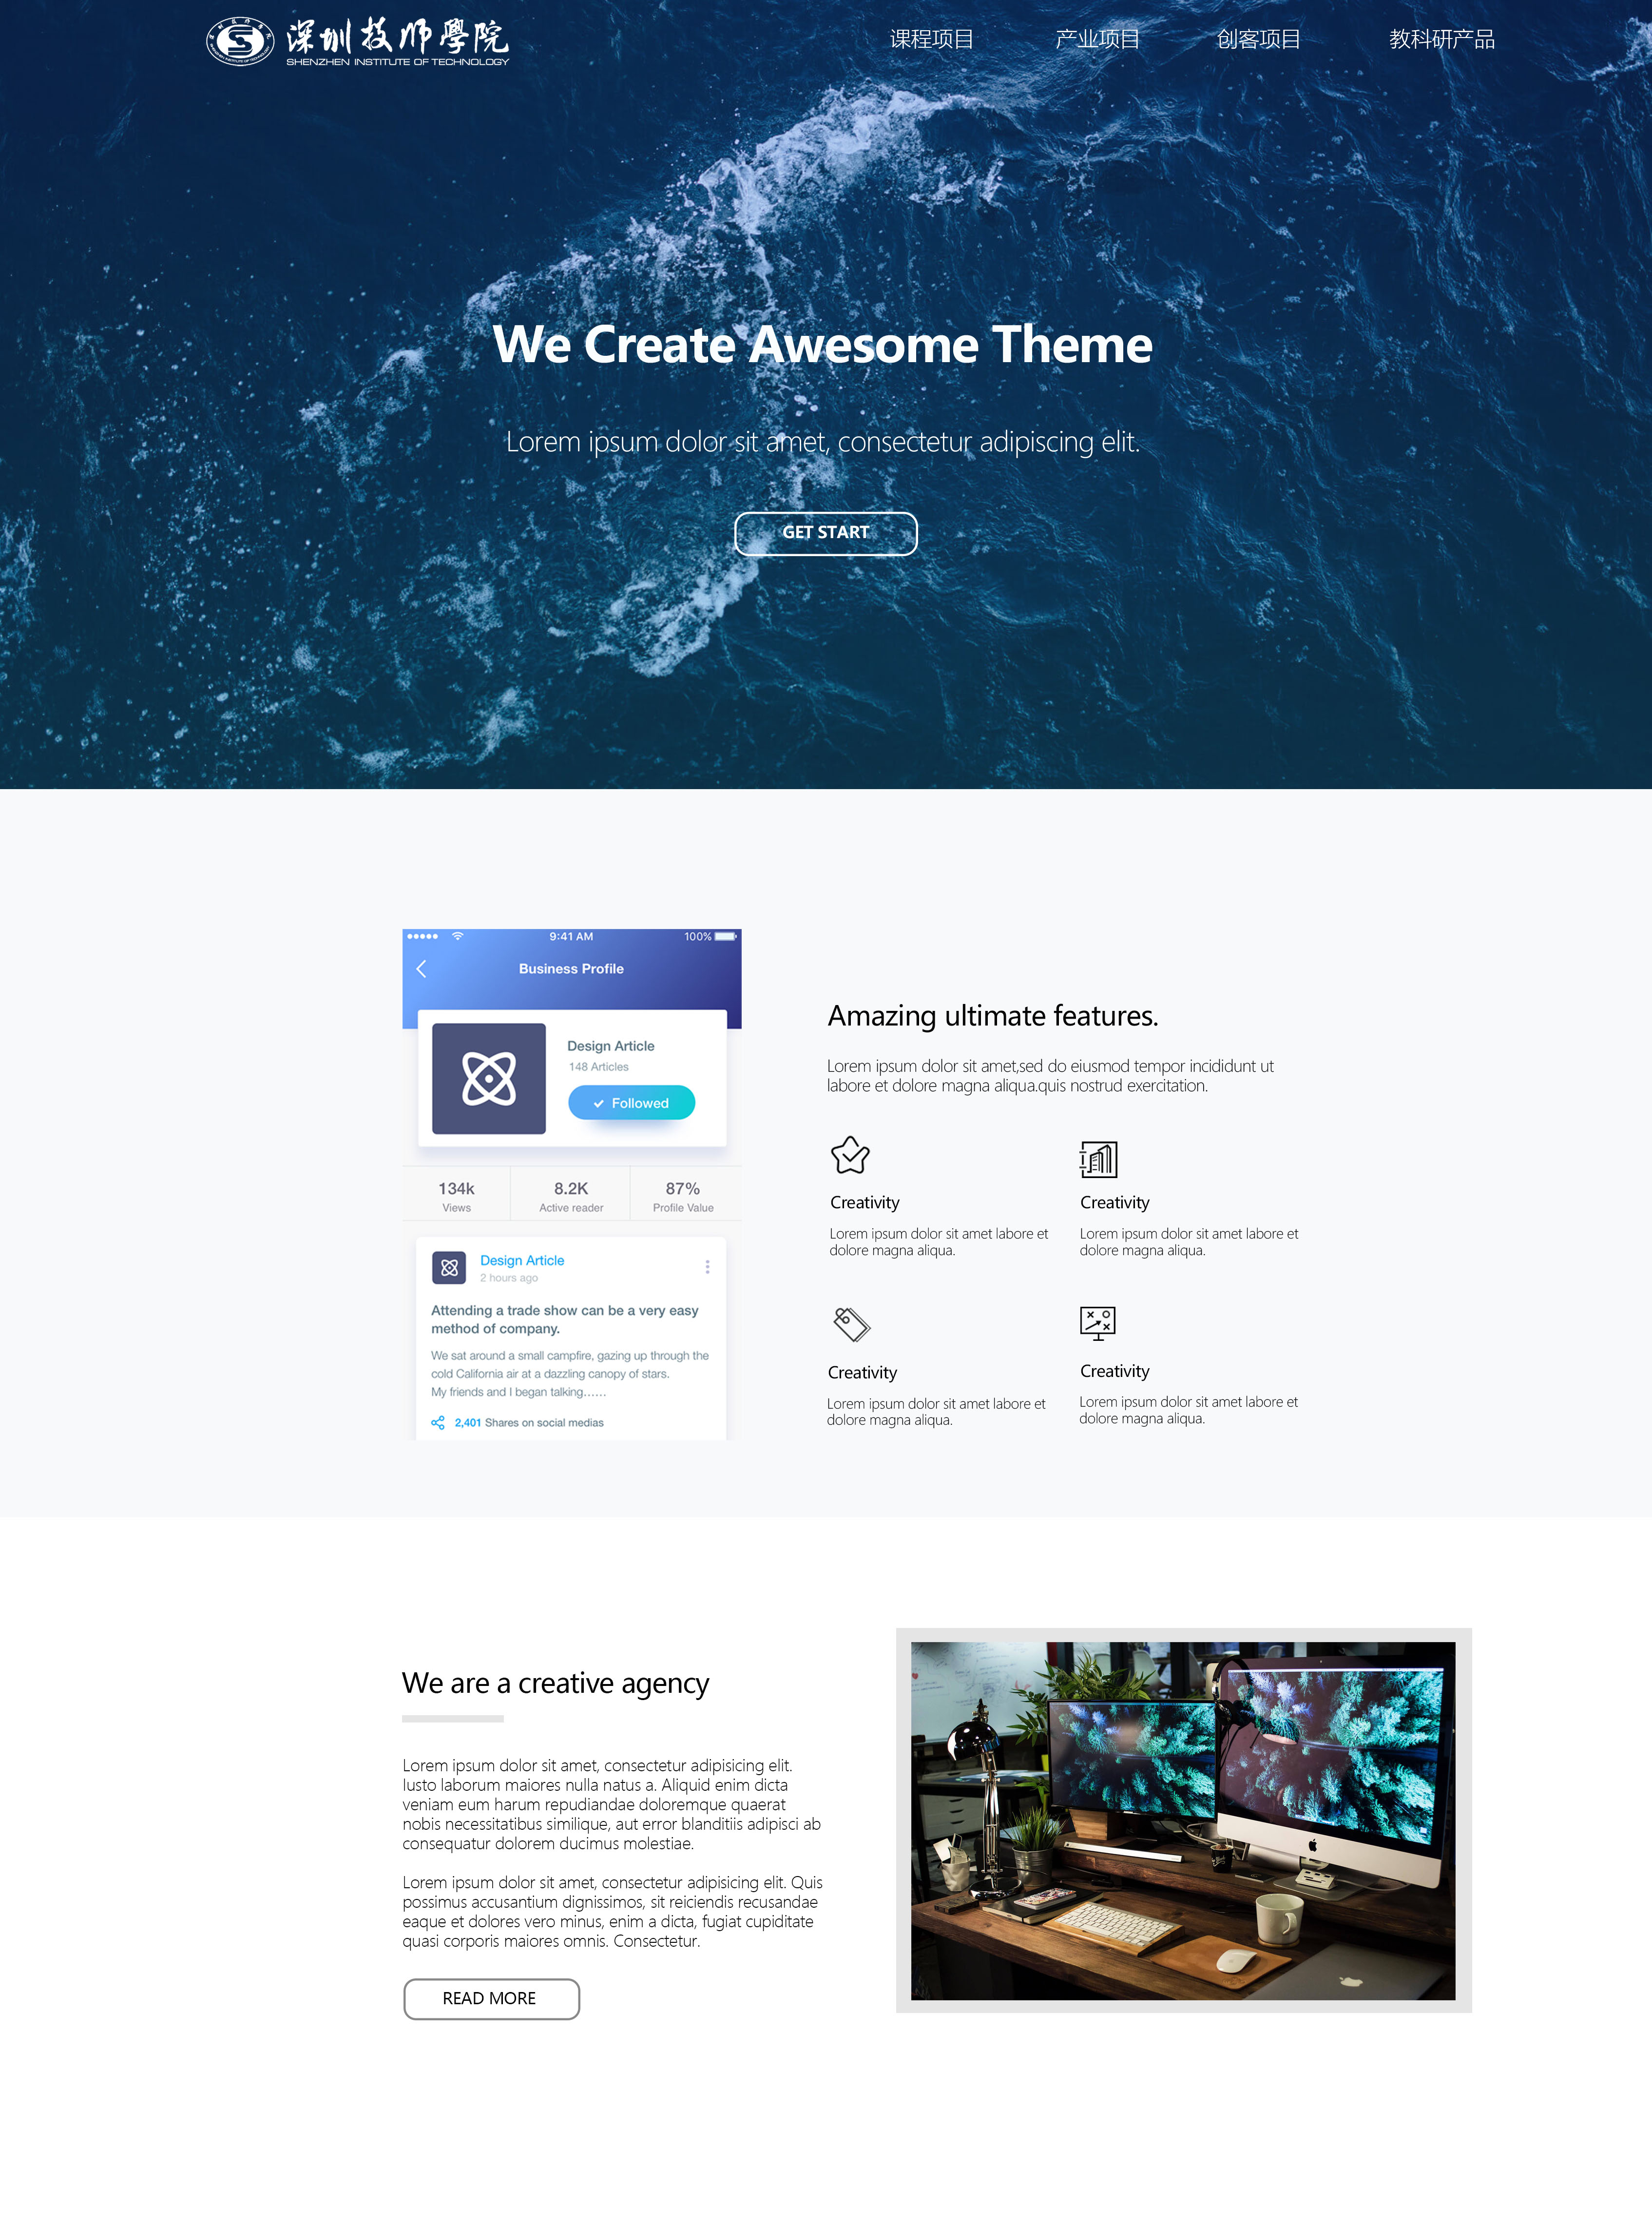 深圳技师學院
SHENZHEN INSTITUTE OF TECHNOLOGY
课程项目
产业项目
创客项目
教科研产品
We Create Awesome Theme
Lorem ipsum dolor sit amet, consectetur adipiscing elit.
GET START
9:41 AM
100%
Business Profile
Design Article
148 Articles
Followed
134k
Views
8.2K
Active reader
87%
Profile Value
Design Article
2 hours ago
Attending a trade show can be a very easy
method of company.
We sat around a small campfire, gazing up through the
cold California air at a dazzling canopy of stars.
My friends and I began talking……
2,401 Shares on social medias
Amazing ultimate features.
Lorem ipsum dolor sit amet,sed do eiusmod tempor incididunt ut
labore et dolore magna aliqua.quis nostrud exercitation.
Creativity
Lorem ipsum dolor sit amet labore et
dolore magna aliqua.
Creativity
Lorem ipsum dolor sit amet labore et
dolore magna aliqua.
Creativity
Lorem ipsum dolor sit amet labore et
dolore magna aliqua.
Creativity
Lorem ipsum dolor sit amet labore et
dolore magna aliqua.
We are a creative agency
Lorem ipsum dolor sit amet, consectetur adipisicing elit.
Iusto laborum maiores nulla natus a. Aliquid enim dicta
veniam eum harum repudiandae doloremque quaerat
nobis necessitatibus similique, aut error blanditiis adipisci ab
consequatur dolorem ducimus molestiae.
Lorem ipsum dolor sit amet, consectetur adipisicing elit. Quis
possimus accusantium dignissimos, sit reiciendis recusandae
eaque et dolores vero minus, enim a dicta, fugiat cupiditate
quasi corporis maiores omnis. Consectetur.
READ MORE